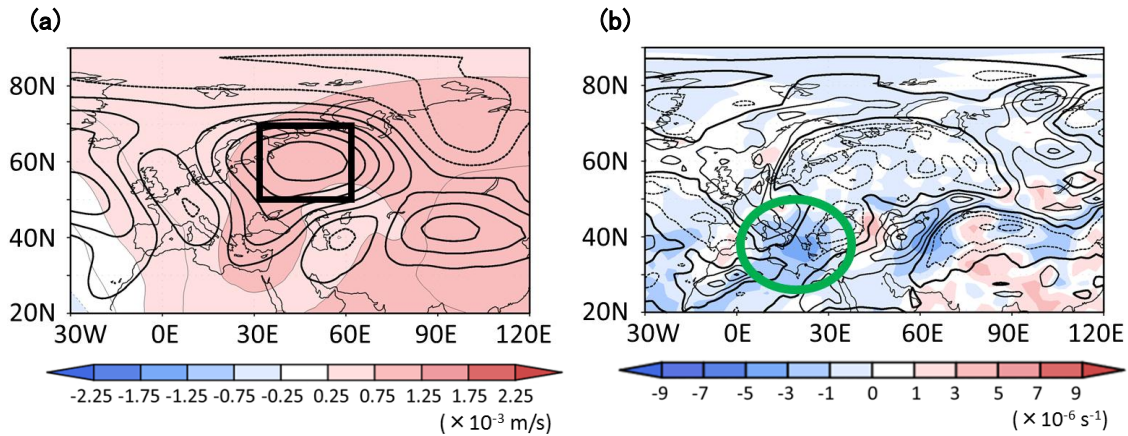 (a)
(b)
80N
60N
40N
20N
30W 0E 30E 60E 90E 120E
-2.25 -1.75 -1.25 -0.75 -0.25 0.25 0.75 1.25 1.75 2.25
(×10⁻³ m/s)
80N
60N
40N
20N
30W 0E 30E 60E 90E 120E
-9 -7 -5 -3 -1 0 1 3 5 7 9
(×10⁻⁶ s⁻¹)